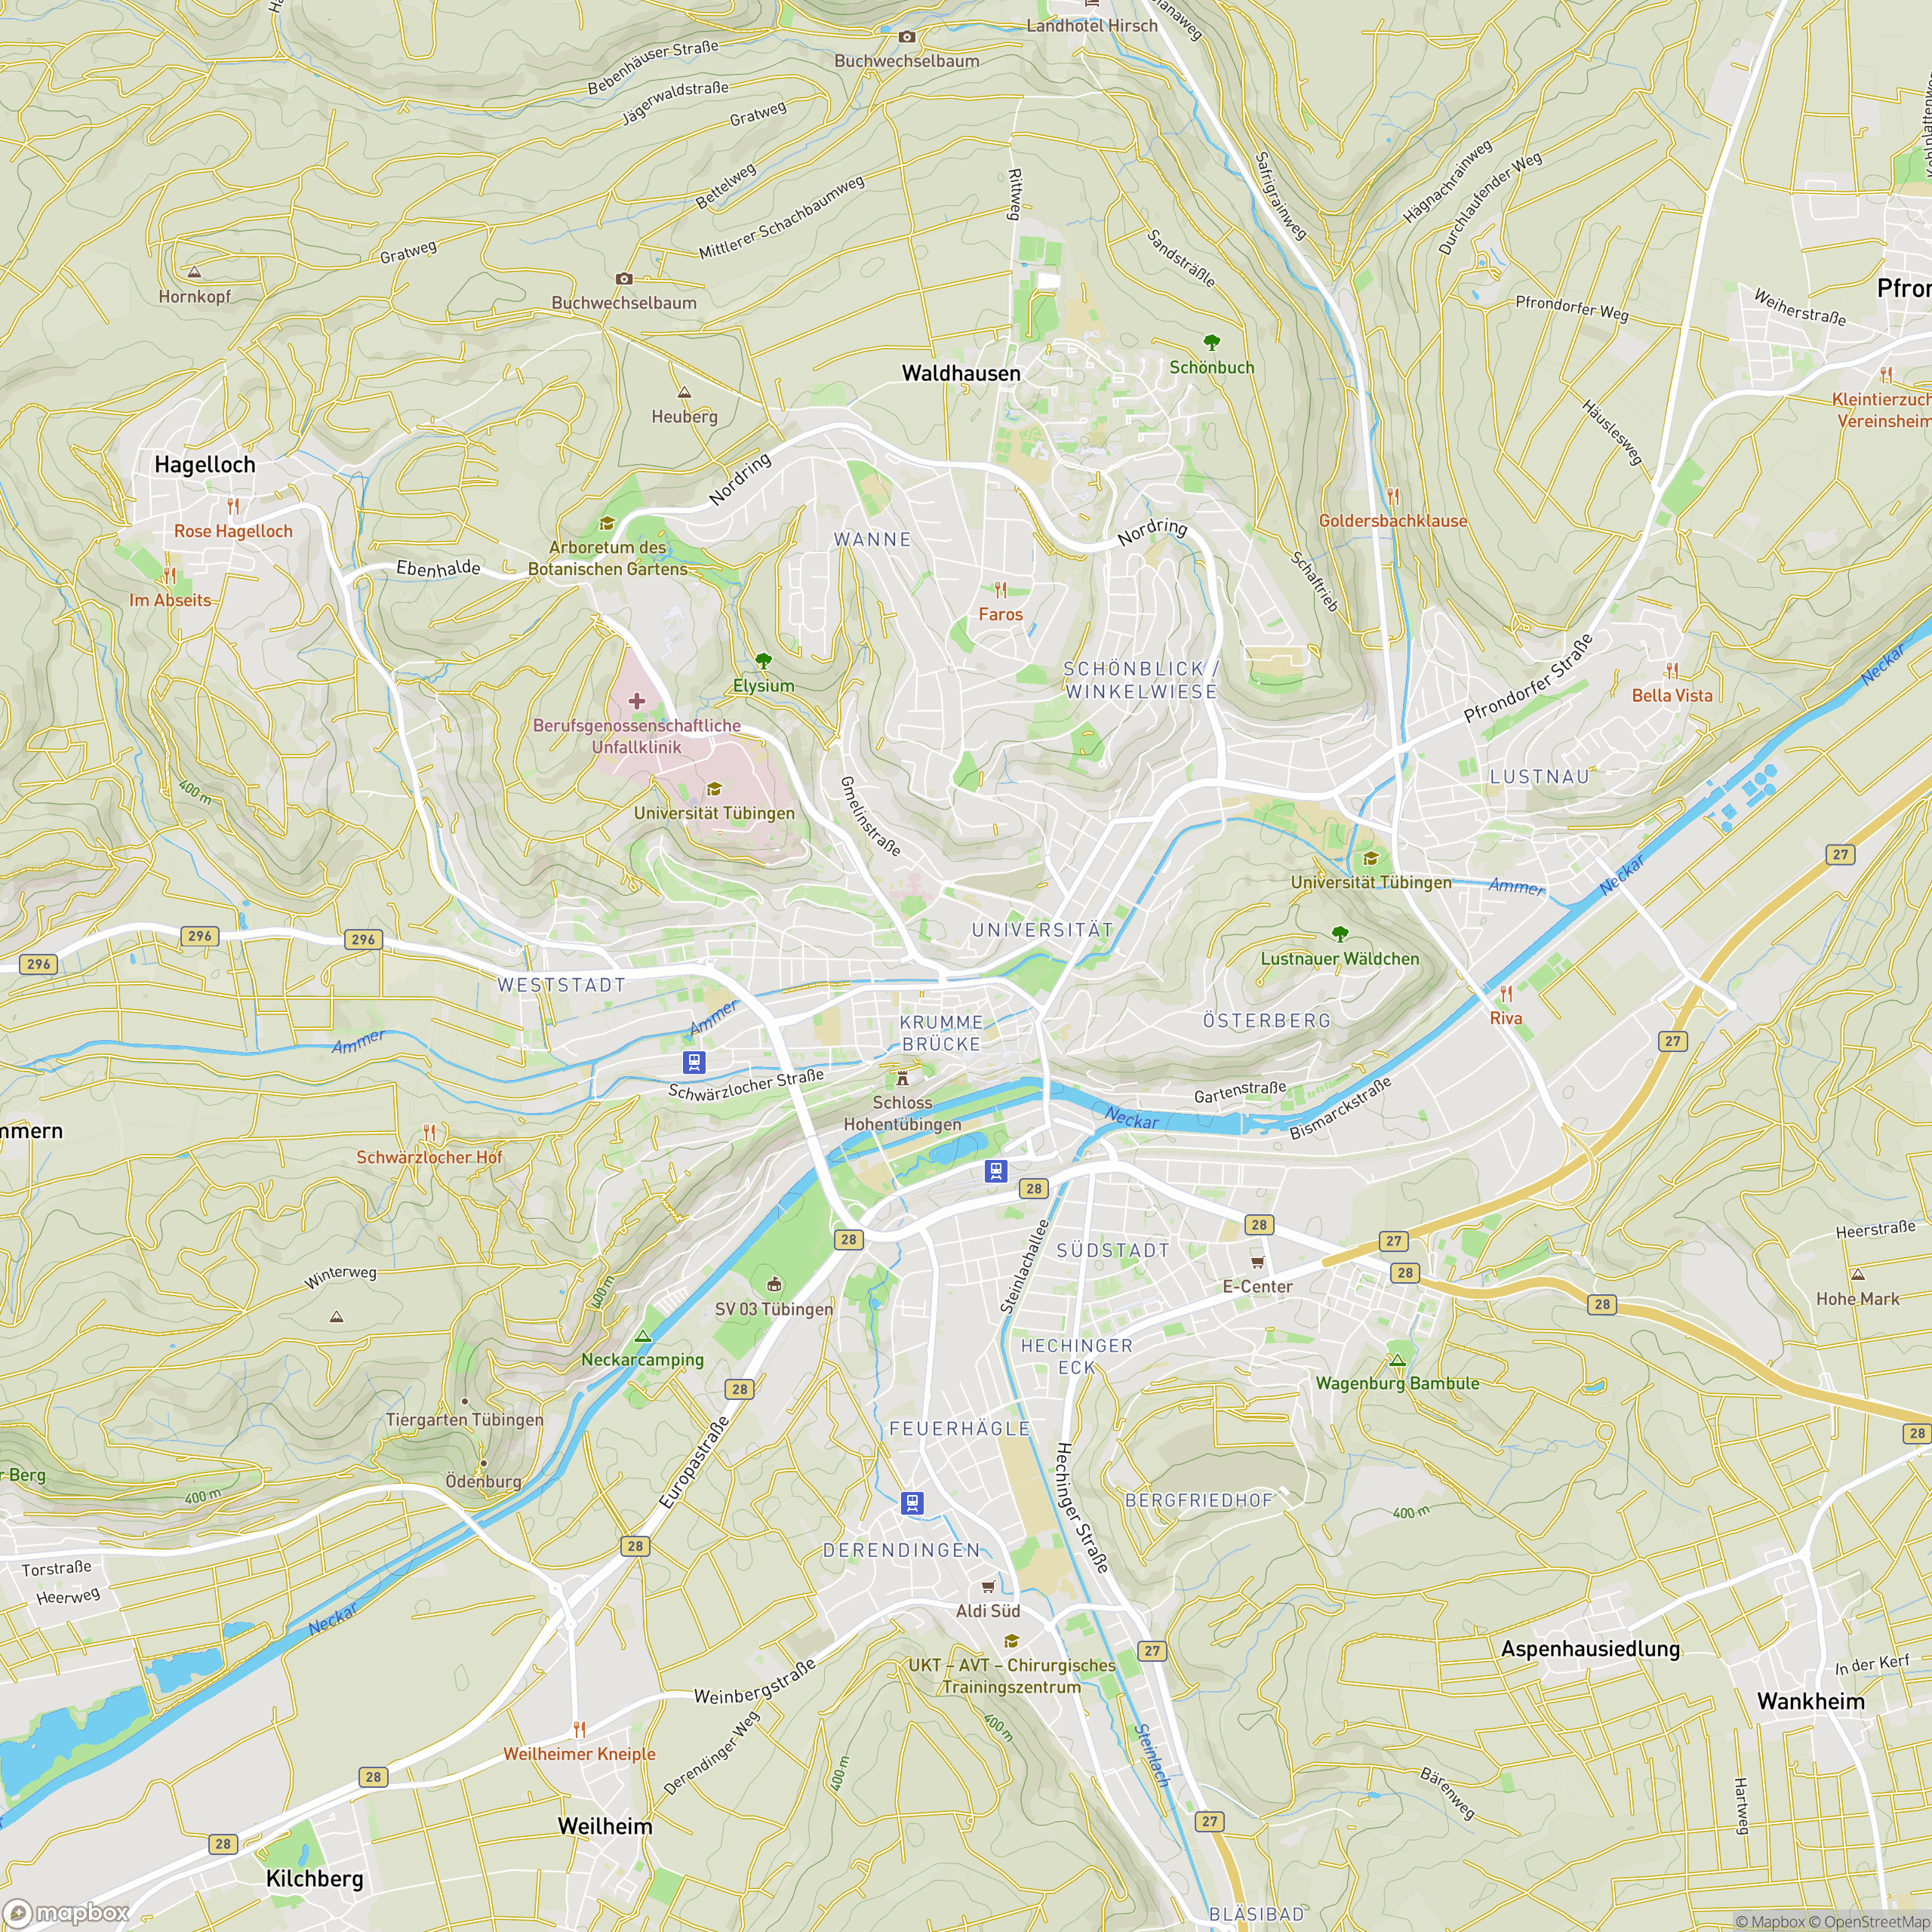 Landhotel Hirsch
Buchwechselbaum
Bebenhäuser Straße
Jägerwaldstraße
Gratweg
Bettelweg
Mittlerer Schachbaumweg
Rittweg
Safrigrainweg
Hägnachrainweg
Durchlaufender Weg
Sandsträßle
Gratweg
Hornkopf
Buchwechselbaum
Pfrondorfer Weg
Weiherstraße
Schönbuch
Waldhausen
Heuberg
Häuslesweg
Hagelloch
Nordring
Rose Hagelloch
Goldersbachklause
Nordring
WANNE
Arboretum des
Botanischen Gartens
Ebenhalde
Im Abseits
Faros
Schaftrieb
SCHÖNBLICK /
WINKELWIESE
Elysium
Pfrondorfer Straße
Neckar
Bella Vista
Berufsgenossenschaftliche
Unfallklinik
LUSTNAU
400 m
Universität Tübingen
Gmelinstraße
27
Universität Tübingen
Ammer
Neckar
UNIVERSITÄT
296
296
296
Lustnauer Wäldchen
WESTSTADT
Ammer
Ammer
KRUMME
BRÜCKE
ÖSTERBERG
Riva
27
Schwärzlocher Straße
Schloss
Hohentübingen
Gartenstraße
Neckar
Bismarckstraße
Schwärzlocher Hof
28
28
28
27
Heerstraße
SÜDSTADT
Steinlachallee
Winterweg
400 m
SV 03 Tübingen
E-Center
28
28
Hohe Mark
Neckarcamping
HECHINGER
ECK
Wagenburg Bambule
28
Tiergarten Tübingen
FEUERHÄGLE
28
Europastraße
Hechinger Straße
Ödenburg
400 m
BERGFRIEDHOF
400 m
28
DERENDINGEN
Torstraße
Heerweg
Neckar
Aldi Süd
27
Aspenhausiedlung
UKT – AVT – Chirurgisches
Trainingszentrum
In der Kerf
Weinbergstraße
Wankheim
Derendinger Weg
400 m
Steinlach
Weilheimer Kneiple
400 m
28
Bärenweg
Hartweg
Weilheim
27
28
Kilchberg
BLÄSIBAD
mapbox
© Mapbox © OpenStreetMap